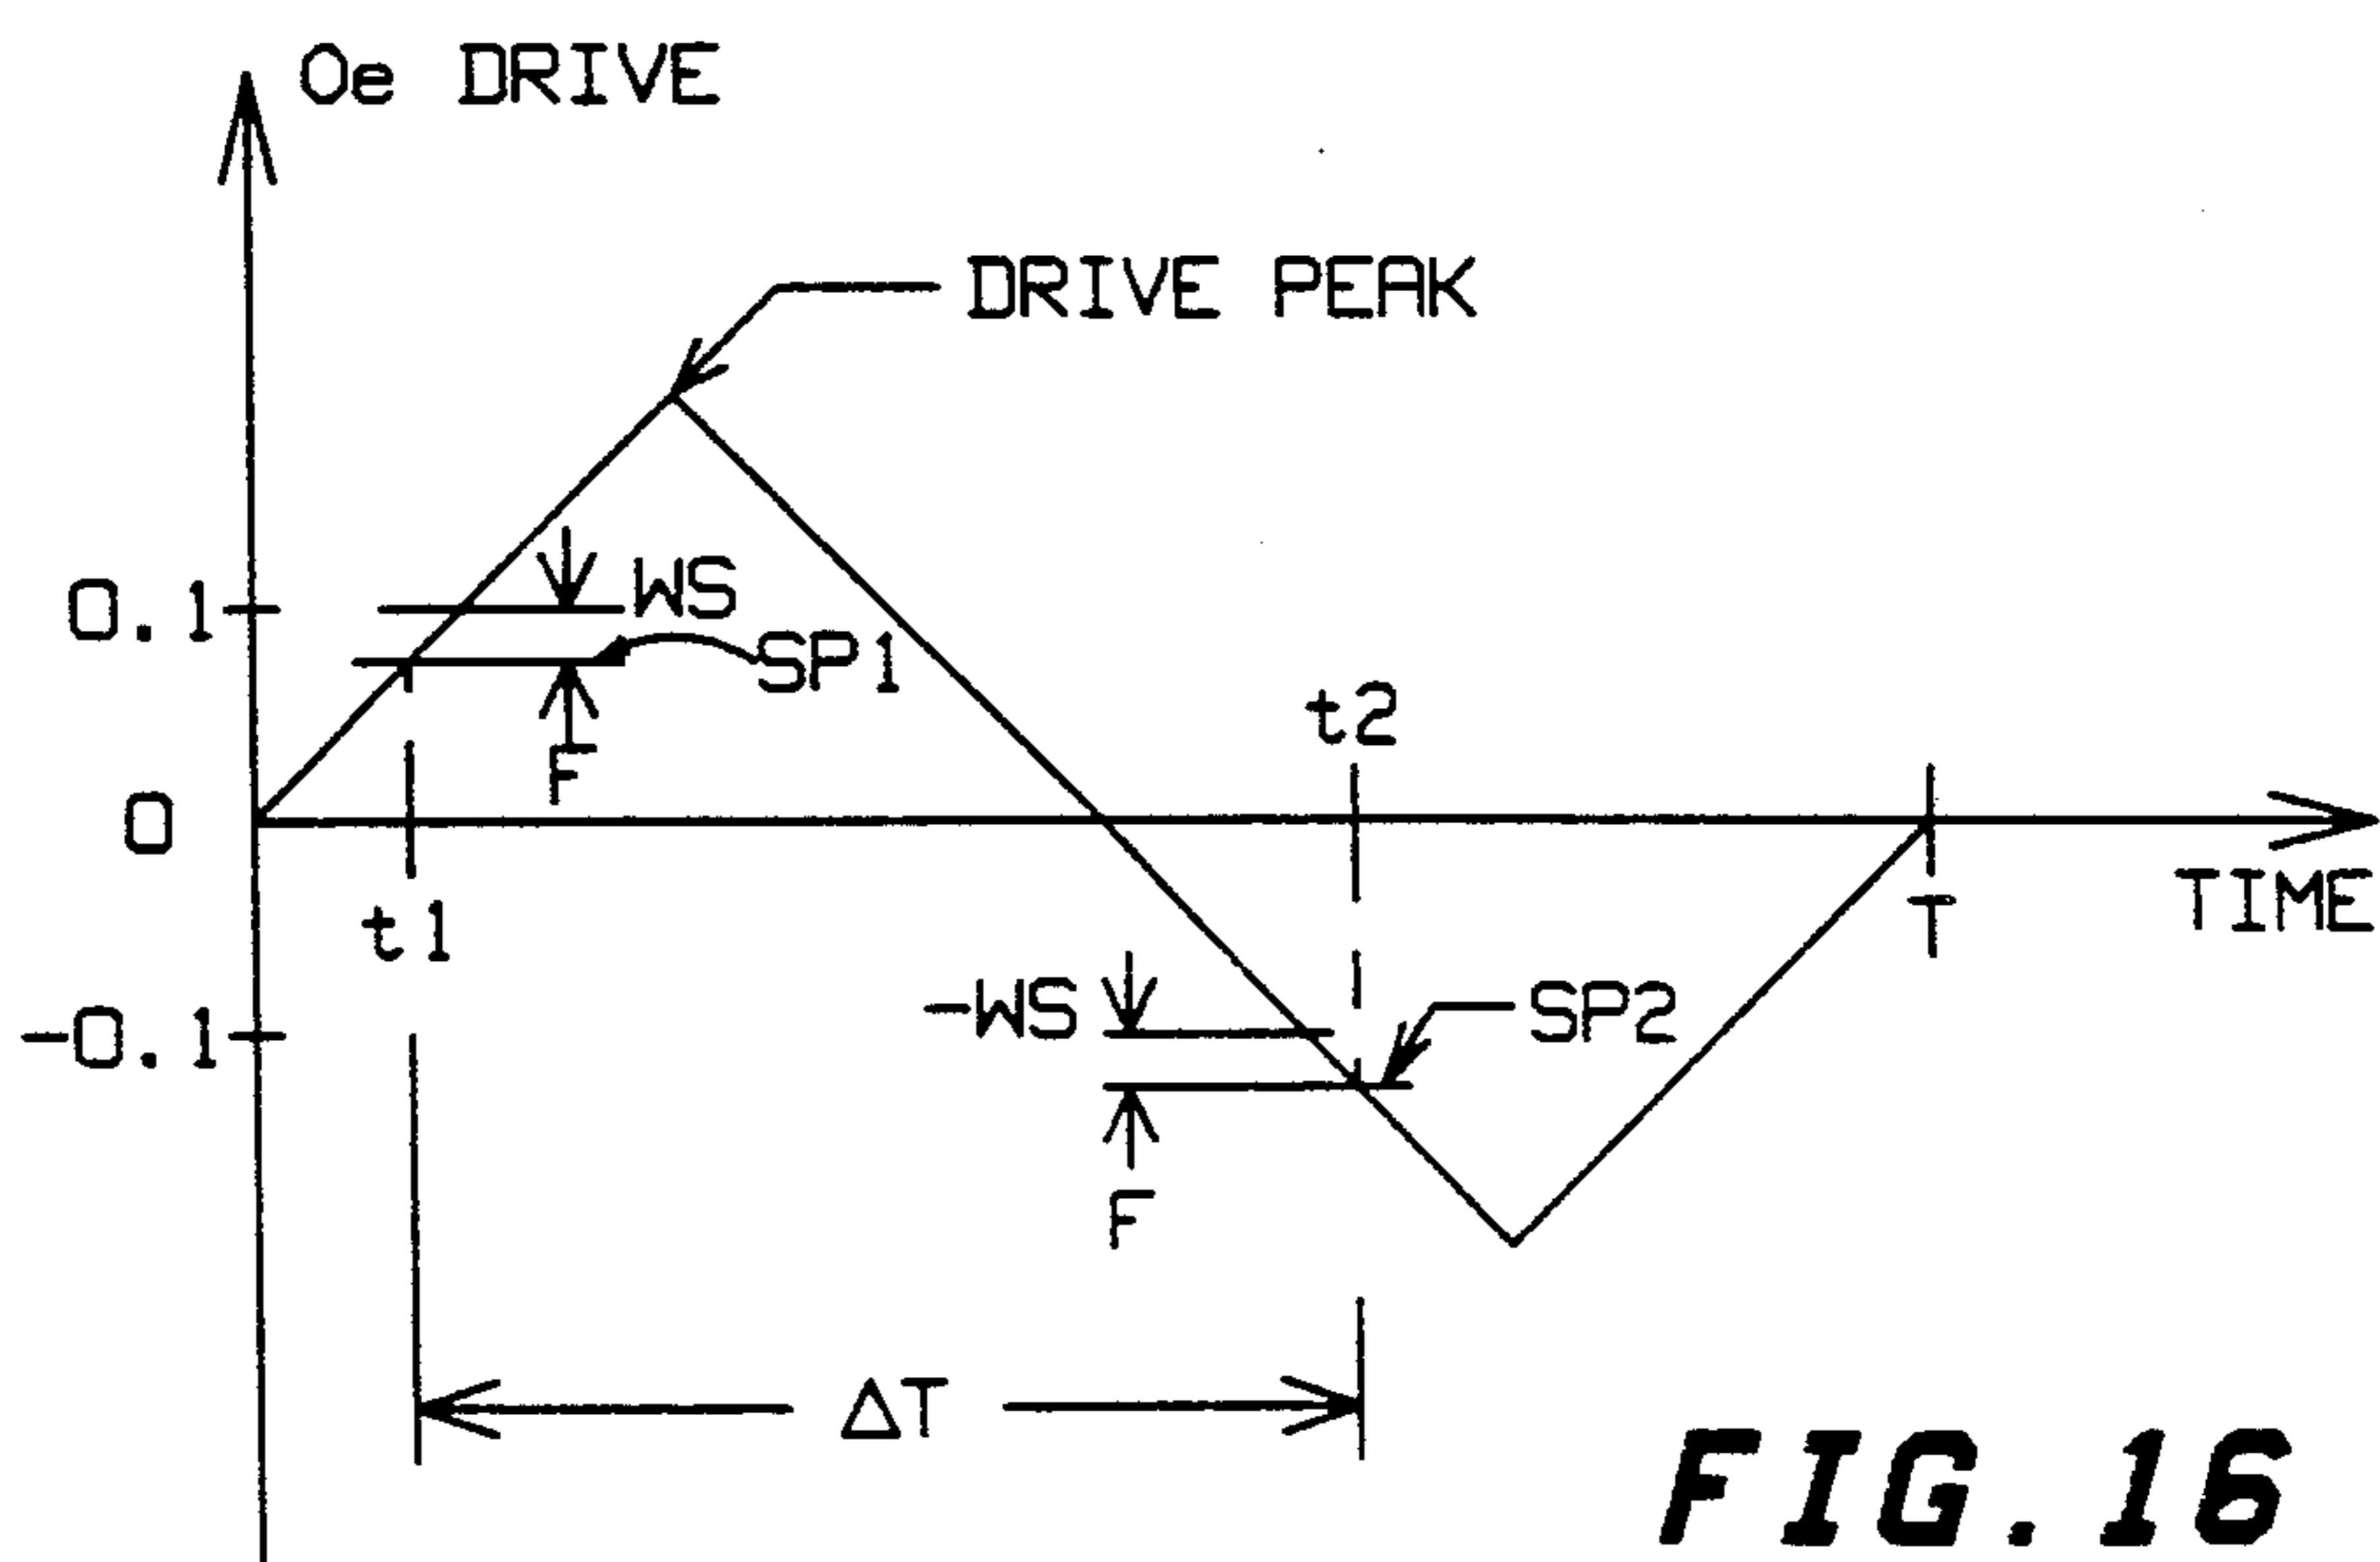 Oe DRIVE
DRIVE PEAK
0.1
WS
SP1
F
t2
0
t1
T
TIME
-WS
SP2
-0.1
F
ΔT
FIG.16